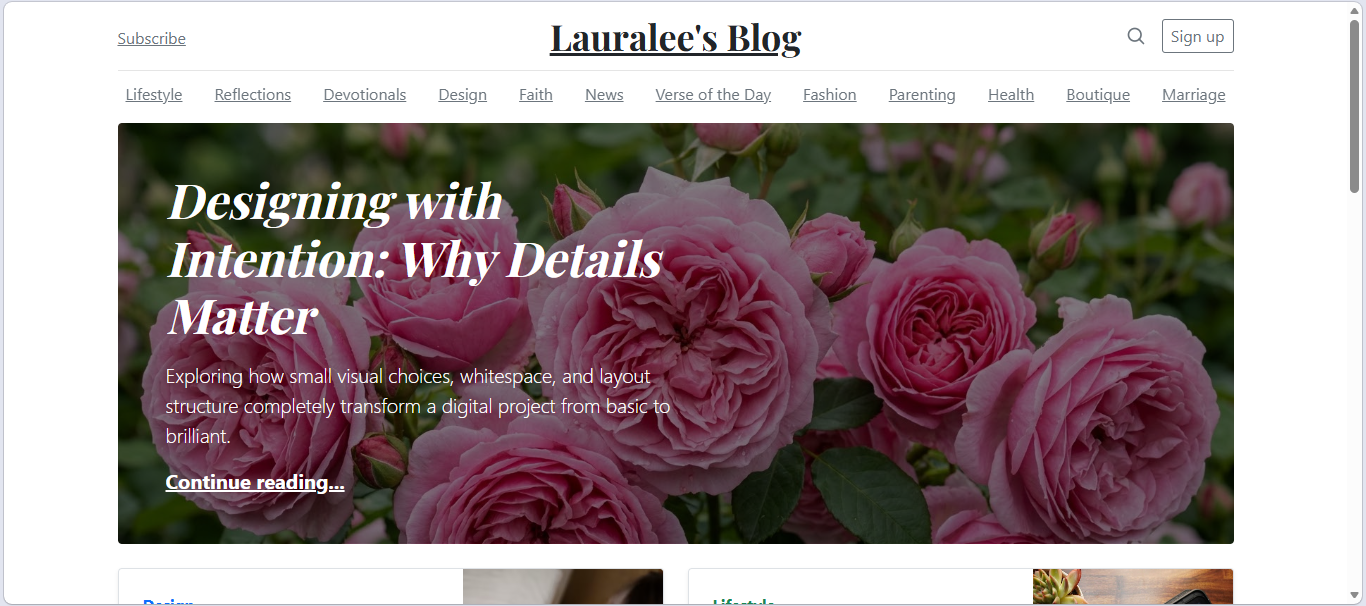 Subscribe
Lauralee's Blog
Sign up
Lifestyle Reflections Devotionals Design Faith News Verse of the Day Fashion Parenting Health Boutique Marriage
Designing with
Intention: Why Details
Matter
Exploring how small visual choices, whitespace, and layout
structure completely transform a digital project from basic to
brilliant.
Continue reading...
Design
Lifestyle